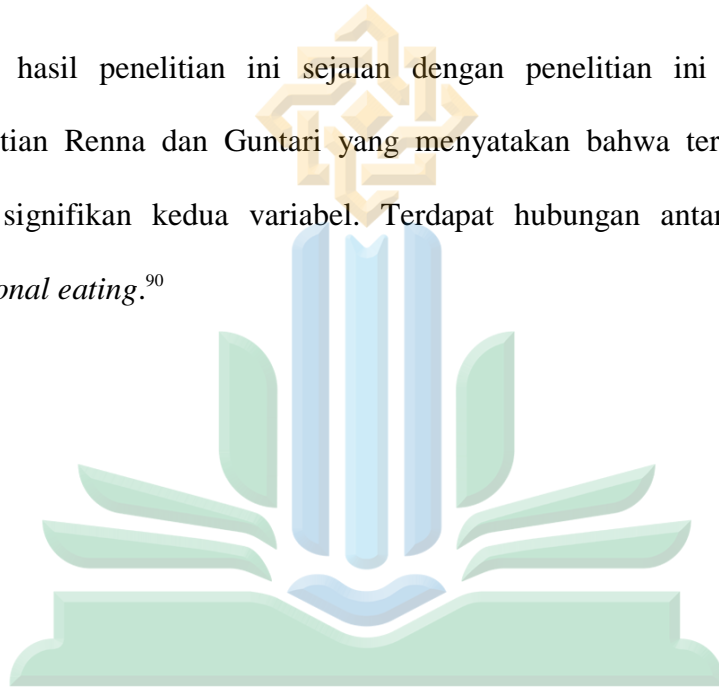 hasil penelitian ini sejalan dengan penelitian ini
tian Renna dan Guntari yang menyatakan bahwa ter
signifikan kedua variabel. Terdapat hubungan antar
onal eating.90